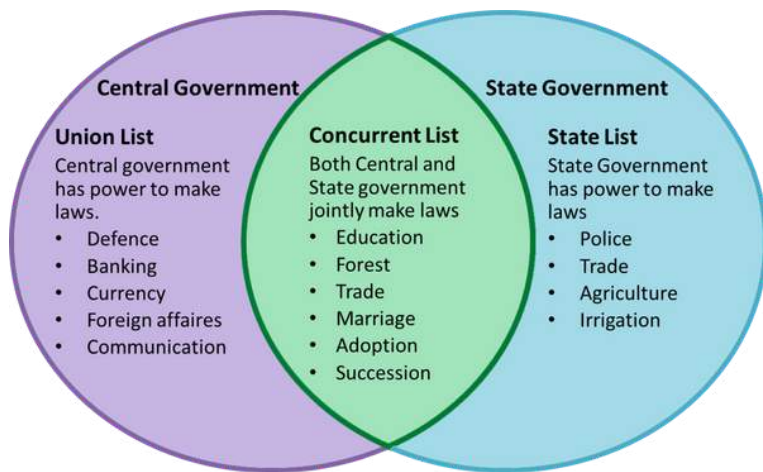 Central Government
State Government
Union List
Central government
has power to make
laws.
• Defence
• Banking
• Currency
• Foreign affaires
• Communication
Concurrent List
Both Central and
State government
jointly make laws
• Education
• Forest
• Trade
• Marriage
• Adoption
• Succession
State List
State Government
has power to make
laws
• Police
• Trade
• Agriculture
• Irrigation